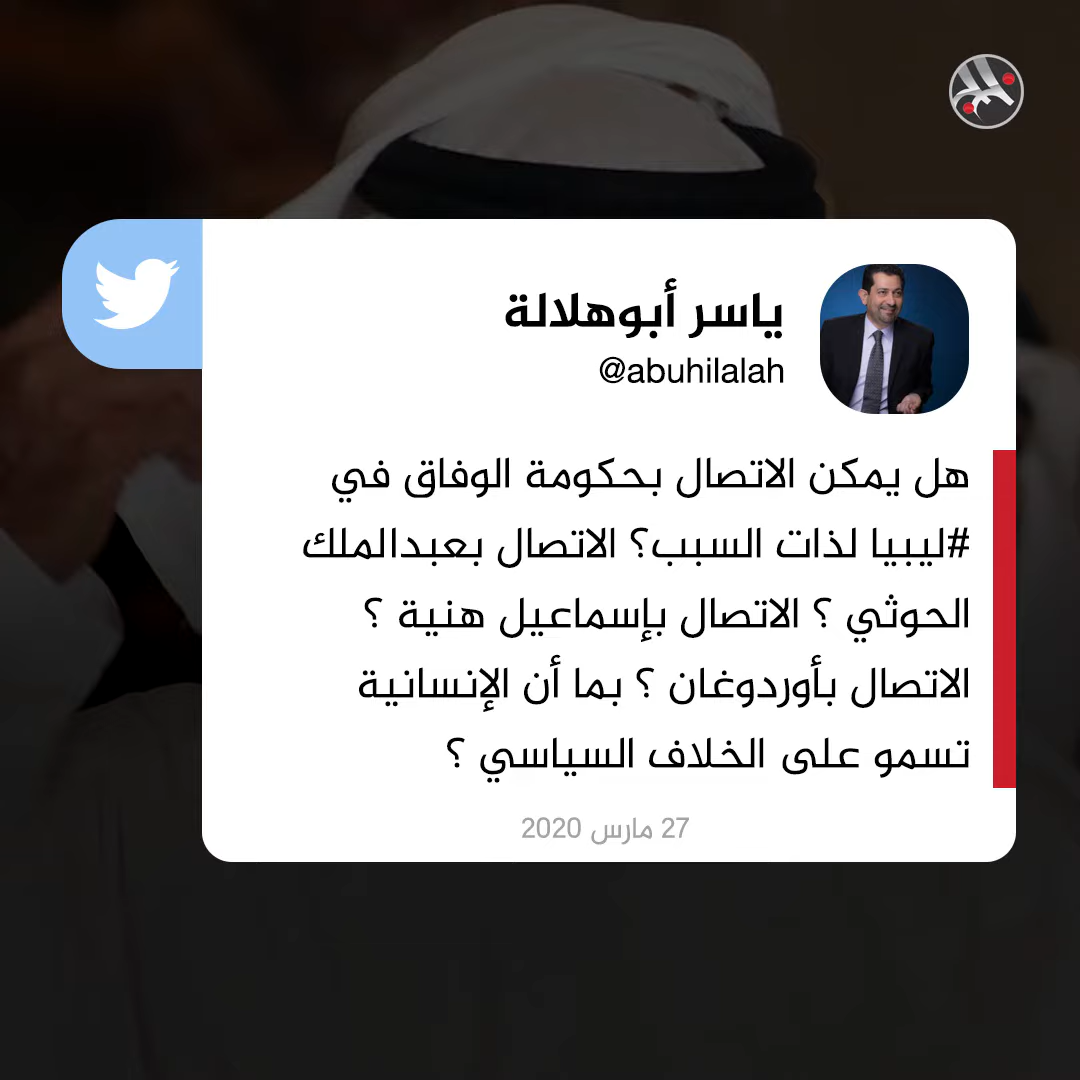 ياسر أبوهلالة
@abuhilalah
هل يمكن الاتصال بحكومة الوفاق في
#ليبيا لذات السبب؟ الاتصال بعبدالملك
الحوثي ؟ الاتصال بإسماعيل هنية ؟
الاتصال بأوردوغان ؟ بما أن الإنسانية
تسمو على الخلاف السياسي ؟
27 مارس 2020